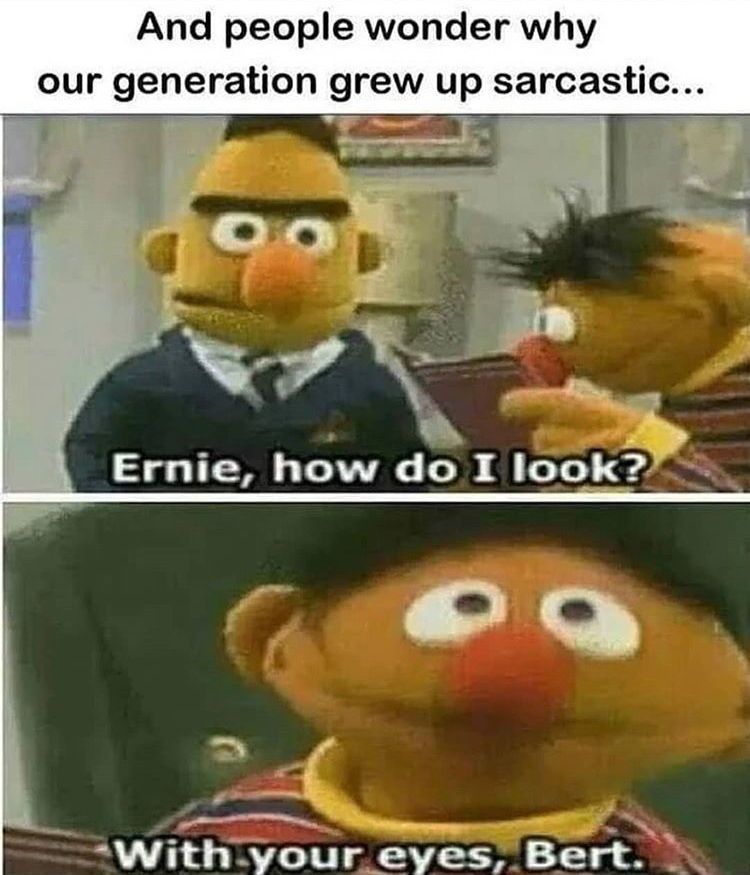 And people wonder why
our generation grew up sarcastic...
Ernie, how do I look?
With your eyes, Bert.